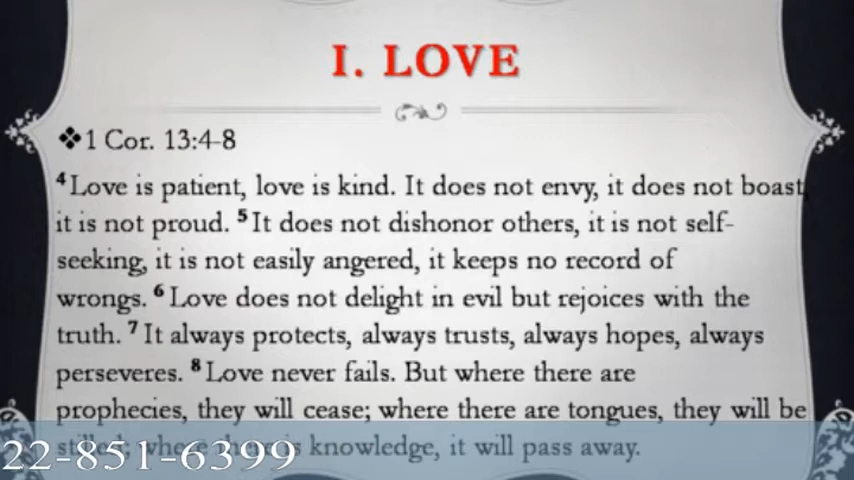 I. LOVE
❖1 Cor. 13:4-8
⁴Love is patient, love is kind. It does not envy, it does not boast,
it is not proud. ⁵It does not dishonor others, it is not self-
seeking, it is not easily angered, it keeps no record of
wrongs. ⁶Love does not delight in evil but rejoices with the
truth. ⁷It always protects, always trusts, always hopes, always
perseveres. ⁸Love never fails. But where there are
prophecies, they will cease; where there are tongues, they will be
stilled; where there is knowledge, it will pass away.
22-851-6399